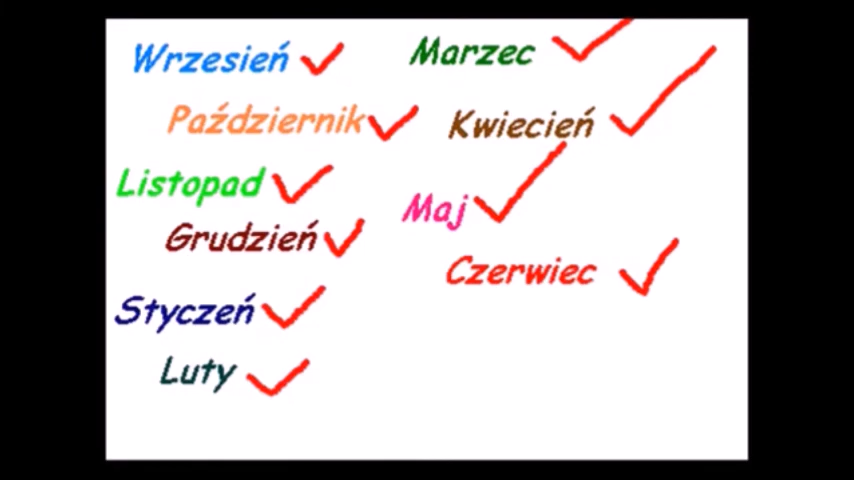 Wrzesień
Październik
Listopad
Grudzień
Styczeń
Luty
Marzec
Kwiecień
Maj
Czerwiec